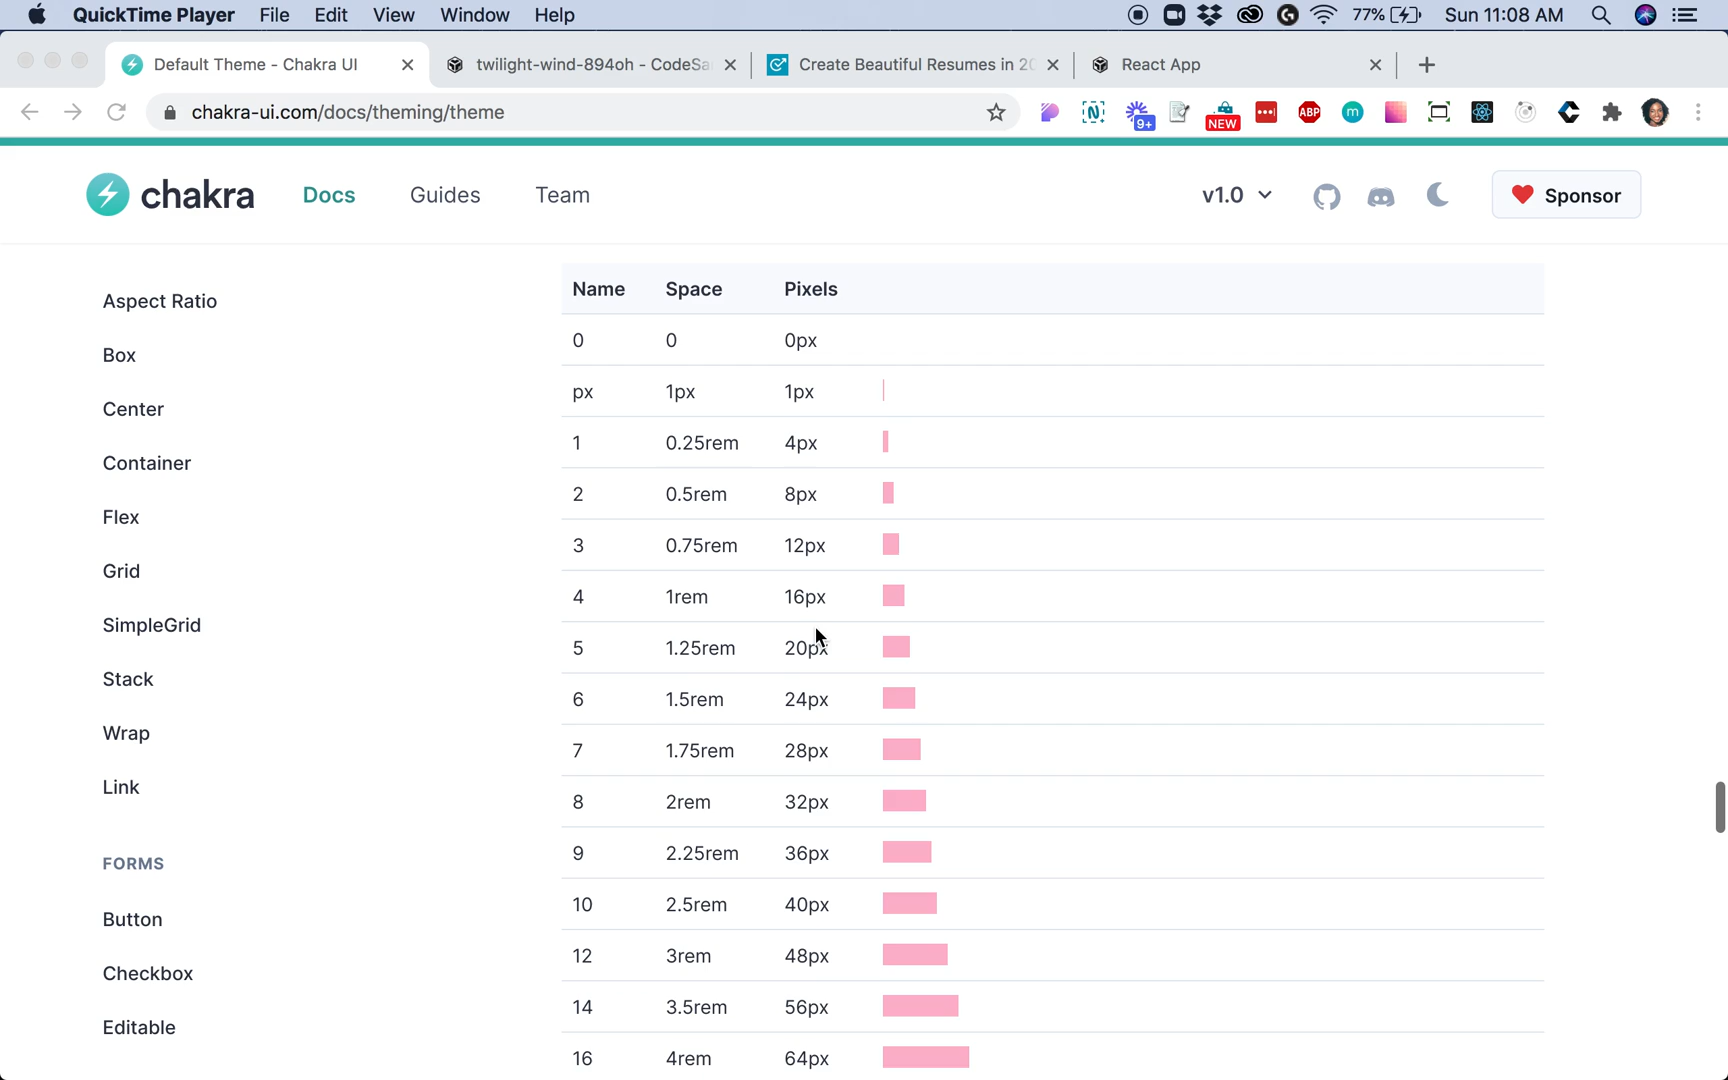 QuickTime Player File Edit View Window Help 77% Sun 11:08 AM
Default Theme - Chakra UI twilight-wind-894oh - CodeSa Create Beautiful Resumes in 20 React App
chakra-ui.com/docs/theming/theme 9+ NEW ABP m
chakra Docs Guides Team v1.0 Sponsor
Aspect Ratio
Box
Center
Container
Flex
Grid
SimpleGrid
Stack
Wrap
Link
FORMS
Button
Checkbox
Editable
Name Space Pixels
0 0 0px
px 1px 1px
1 0.25rem 4px
2 0.5rem 8px
3 0.75rem 12px
4 1rem 16px
5 1.25rem 20px
6 1.5rem 24px
7 1.75rem 28px
8 2rem 32px
9 2.25rem 36px
10 2.5rem 40px
12 3rem 48px
14 3.5rem 56px
16 4rem 64px